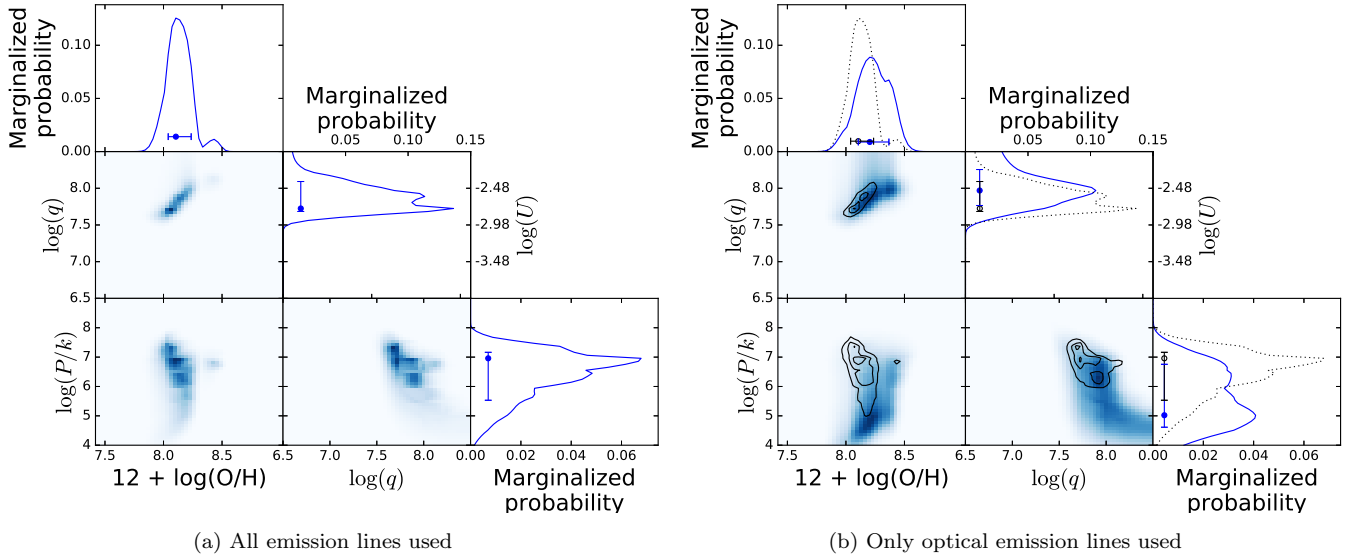 Marginalized
probability
0.10
0.05
0.00
Marginalized
probability
0.05 0.10 0.15
log(q)
8.0
7.5
7.0
6.5
-2.48
-2.98
-3.48
log(U)
log(P/k)
8
7
6
5
4
7.5 8.0 8.5
12 + log(O/H)
6.5 7.0 7.5 8.0
log(q)
0.00 0.02 0.04 0.06
Marginalized
probability
(a) All emission lines used
Marginalized
probability
0.10
0.05
0.00
Marginalized
probability
0.05 0.10 0.15
log(q)
8.0
7.5
7.0
6.5
-2.48
-2.98
-3.48
log(U)
log(P/k)
8
7
6
5
4
7.5 8.0 8.5
12 + log(O/H)
6.5 7.0 7.5 8.0
log(q)
0.00 0.02 0.04 0.06
Marginalized
probability
(b) Only optical emission lines used